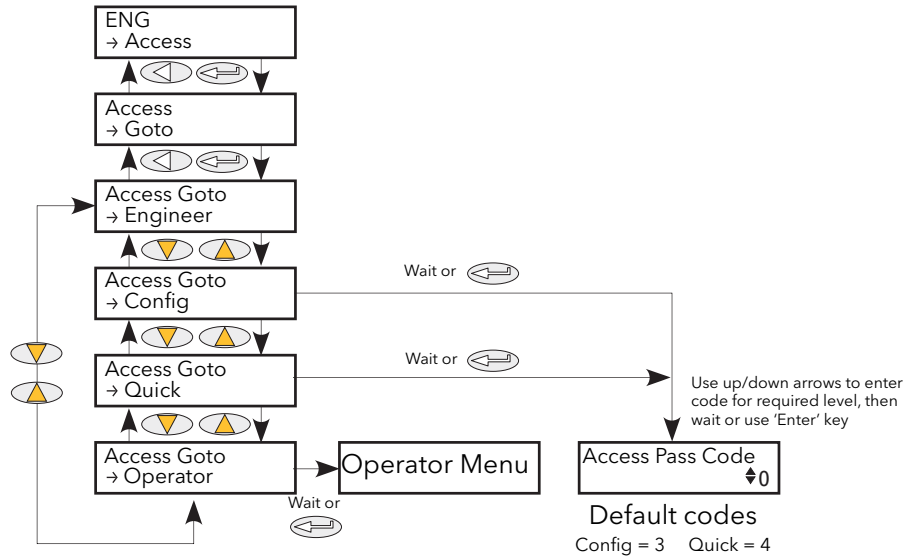 ENG
→ Access
Access
→ Goto
Access Goto
→ Engineer
Access Goto
→ Config
Wait or
Access Goto
→ Quick
Wait or
Use up/down arrows to enter
code for required level, then
wait or use ‘Enter’ key
Access Goto
→ Operator
Wait or
Operator Menu
Access Pass Code
0
Default codes
Config = 3 Quick = 4